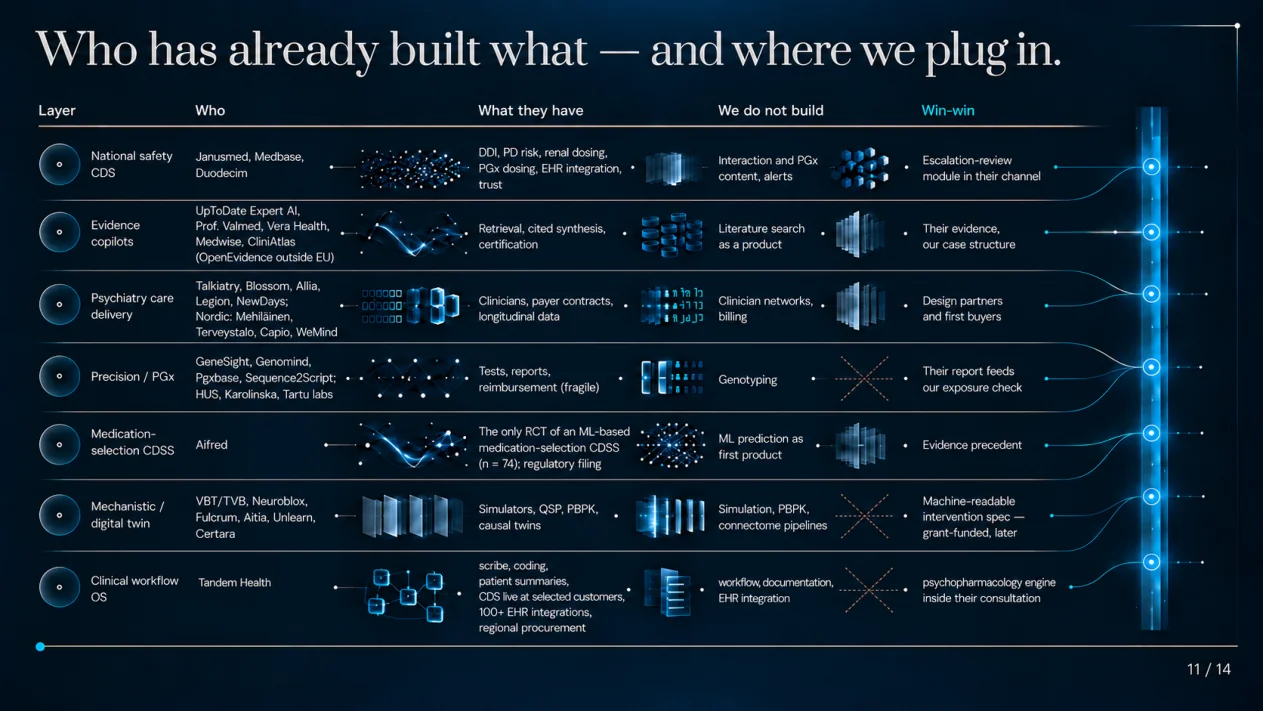 Who has already built what — and where we plug in.
Layer
Who
What they have
We do not build
Win-win
National safety
CDS
Janusmed, Medbase,
Duodecim
DDI, PD risk, renal dosing,
PGx dosing, EHR integration,
trust
Interaction and PGx
content, alerts
Escalation-review
module in their channel
Evidence
copilots
UpToDate Expert AI,
Prof. Valmed, Vera Health,
Medwise, CliniAtlas
(OpenEvidence outside EU)
Retrieval, cited synthesis,
certification
Literature search
as a product
Their evidence,
our case structure
Psychiatry care
delivery
Talkiatry, Blossom, Allia,
Legion, NewDays;
Nordic: Mehiläinen,
Terveystalo, Capio, WeMind
Clinicians, payer contracts,
longitudinal data
Clinician networks,
billing
Design partners
and first buyers
Precision / PGx
GeneSight, Genomind,
Pgxbase, Sequence2Script;
HUS, Karolinska, Tartu labs
Tests, reports,
reimbursement (fragile)
Genotyping
Their report feeds
our exposure check
Medication-
selection CDSS
Aifred
The only RCT of an ML-based
medication-selection CDSS
(n = 74); regulatory filing
ML prediction as
first product
Evidence precedent
Mechanistic /
digital twin
VBT/TVB, Neuroblox,
Fulcrum, Aitia, Unlearn,
Certara
Simulators, QSP, PBPK,
causal twins
Simulation, PBPK,
connectome pipelines
Machine-readable
intervention spec —
grant-funded, later
Clinical workflow
OS
Tandem Health
scribe, coding,
patient summaries,
CDS live at selected customers,
100+ EHR integrations,
regional procurement
workflow, documentation,
EHR integration
psychopharmacology engine
inside their consultation
11 / 14